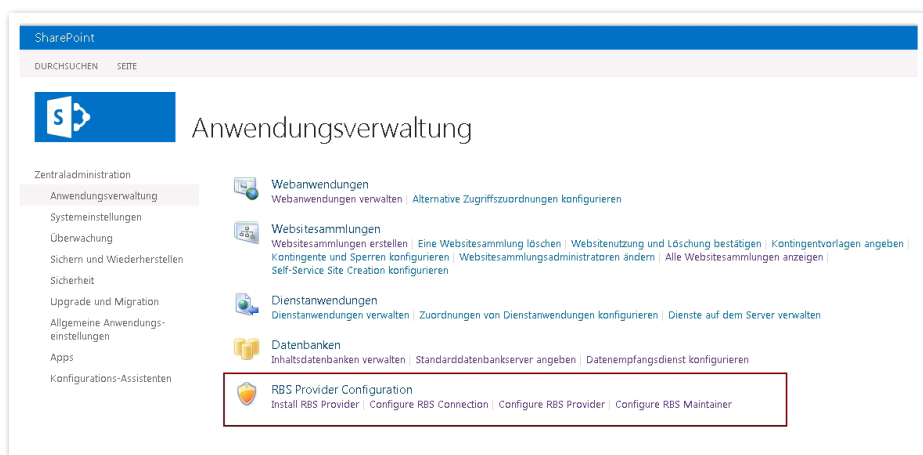 SharePoint
DURCHSUCHEN SEITE
S
Anwendungsverwaltung
Zentraladministration
Anwendungsverwaltung
Systemeinstellungen
Überwachung
Sichern und Wiederherstellen
Sicherheit
Upgrade und Migration
Allgemeine Anwendungs-
einstellungen
Apps
Konfigurations-Assistenten
Webanwendungen
Webanwendungen verwalten | Alternative Zugriffszuordnungen konfigurieren
Websitesammlungen
Websitesammlungen erstellen | Eine Websitesammlung löschen | Websitenutzung und Löschung bestätigen | Kontingentvorlagen angeben |
Kontingente und Sperren konfigurieren | Websitesammlungsadministratoren ändern | Alle Websitesammlungen anzeigen |
Self-Service Site Creation konfigurieren
Dienstanwendungen
Dienstanwendungen verwalten | Zuordnungen von Dienstanwendungen konfigurieren | Dienste auf dem Server verwalten
Datenbanken
Inhaltsdatenbanken verwalten | Standarddatenbankserver angeben | Datenempfangsdienst konfigurieren
RBS Provider Configuration
Install RBS Provider | Configure RBS Connection | Configure RBS Provider | Configure RBS Maintainer